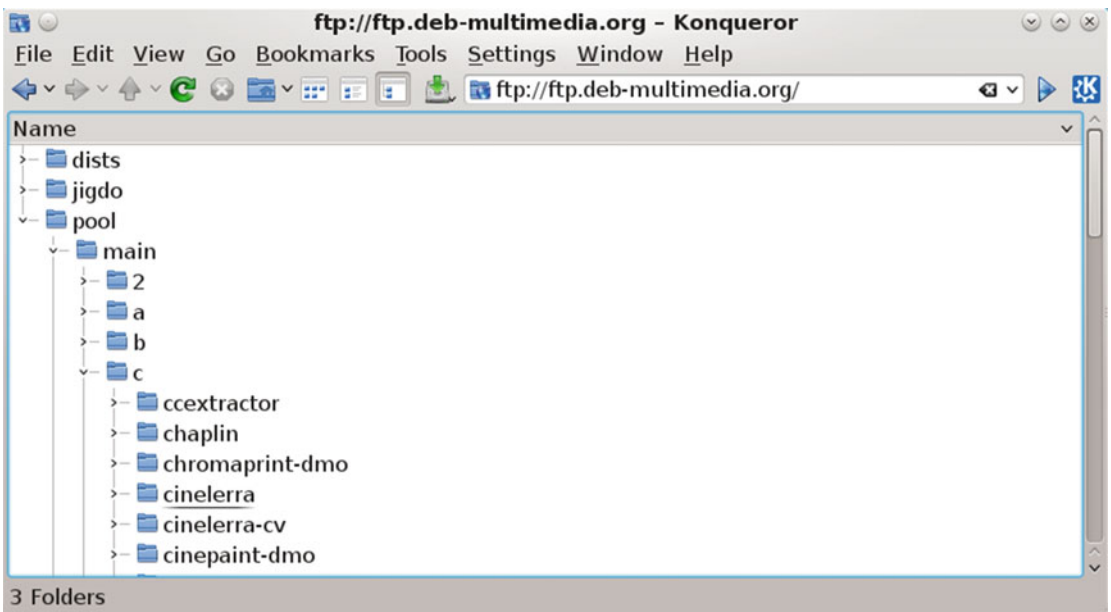 ftp://ftp.deb-multimedia.org – Konqueror
File Edit View Go Bookmarks Tools Settings Window Help
ftp://ftp.deb-multimedia.org/
Name
dists
jigdo
pool
main
2
a
b
c
ccextractor
chaplin
chromaprint-dmo
cinelerra
cinelerra-cv
cinepaint-dmo
3 Folders